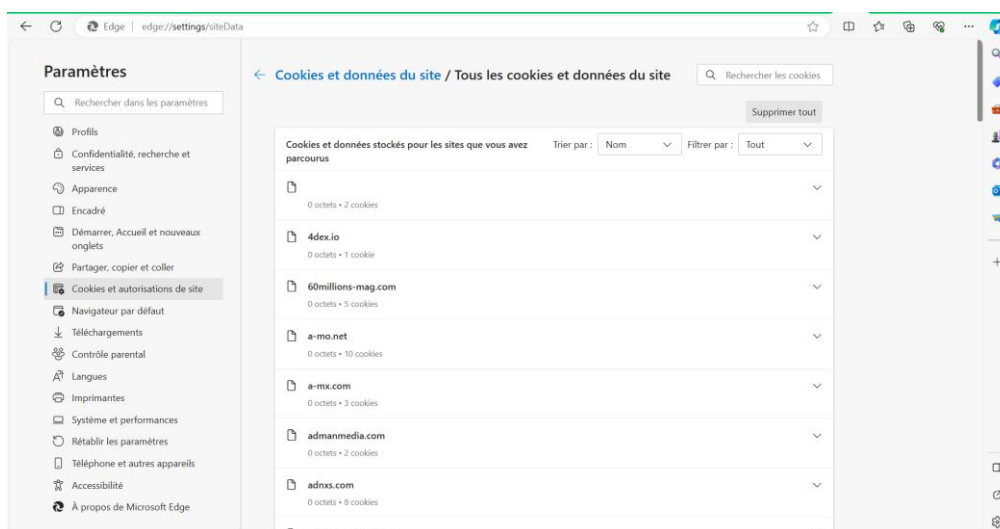 Edge
edge://settings/siteData
Paramètres
Rechercher dans les paramètres
Profils
Confidentialité, recherche et
services
Apparence
Encadré
Démarrer, Accueil et nouveaux
onglets
Partager, copier et coller
Cookies et autorisations de site
Navigateur par défaut
Téléchargements
Contrôle parental
Langues
Imprimantes
Système et performances
Rétablir les paramètres
Téléphone et autres appareils
Accessibilité
À propos de Microsoft Edge
Cookies et données du site / Tous les cookies et données du site
Rechercher les cookies
Supprimer tout
Cookies et données stockés pour les sites que vous avez
parcourus
Trier par : Nom
Filtrer par : Tout
0 octets • 2 cookies
4dex.io
0 octets • 1 cookie
60millions-mag.com
0 octets • 5 cookies
a-mo.net
0 octets • 10 cookies
a-mx.com
0 octets • 3 cookies
admanmedia.com
0 octets • 2 cookies
adnxs.com
0 octets • 8 cookies